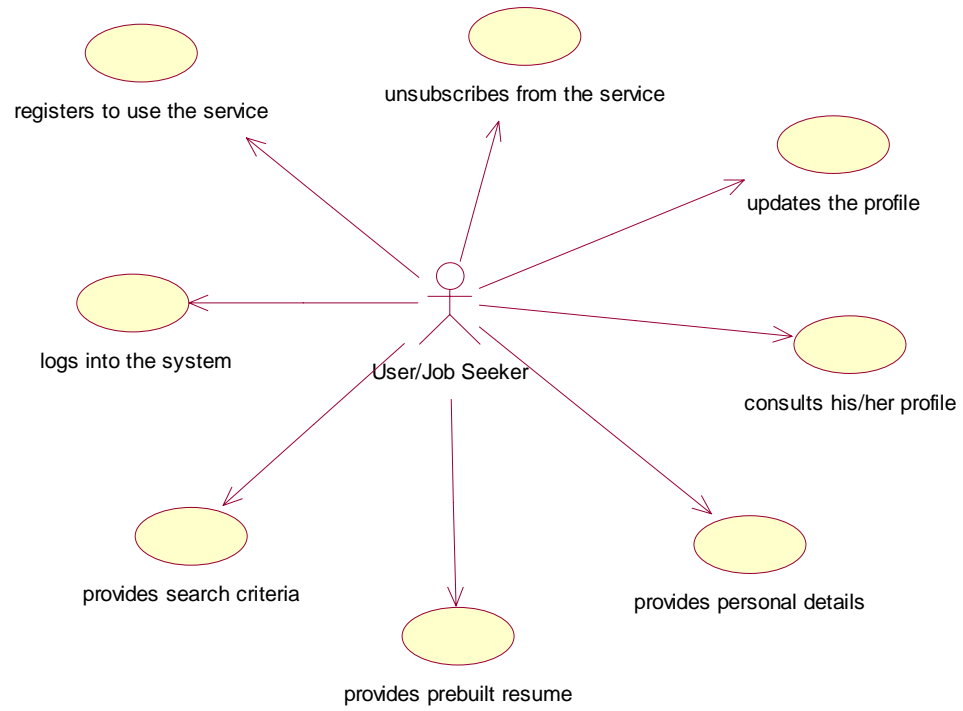 registers to use the service
unsubscribes from the service
updates the profile
logs into the system
User/Job Seeker
consults his/her profile
provides search criteria
provides personal details
provides prebuilt resume